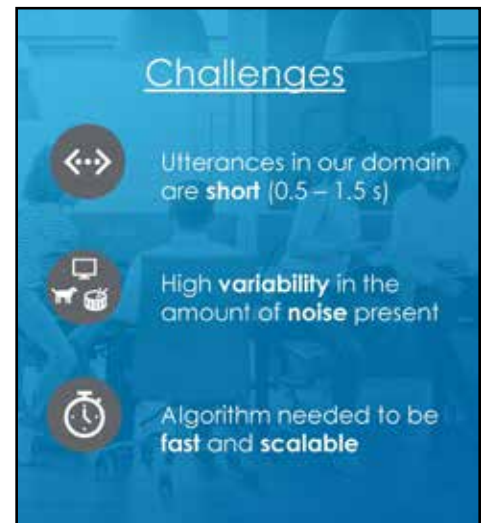 Challenges
Utterances in our domain
are short (0.5 – 1.5 s)
High variability in the
amount of noise present
Algorithm needed to be
fast and scalable